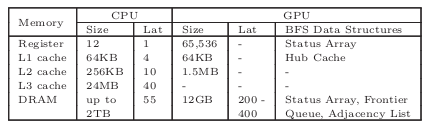 Memory CPU GPU
Size Lat Size Lat BFS Data Structures
Register 12 1 65,536 - Status Array
L1 cache 64KB 4 64KB - Hub Cache
L2 cache 256KB 10 1.5MB - -
L3 cache 24MB 40 - - -
DRAM up to 55 12GB 200 - Status Array, Frontier
2TB 400 Queue, Adjacency List